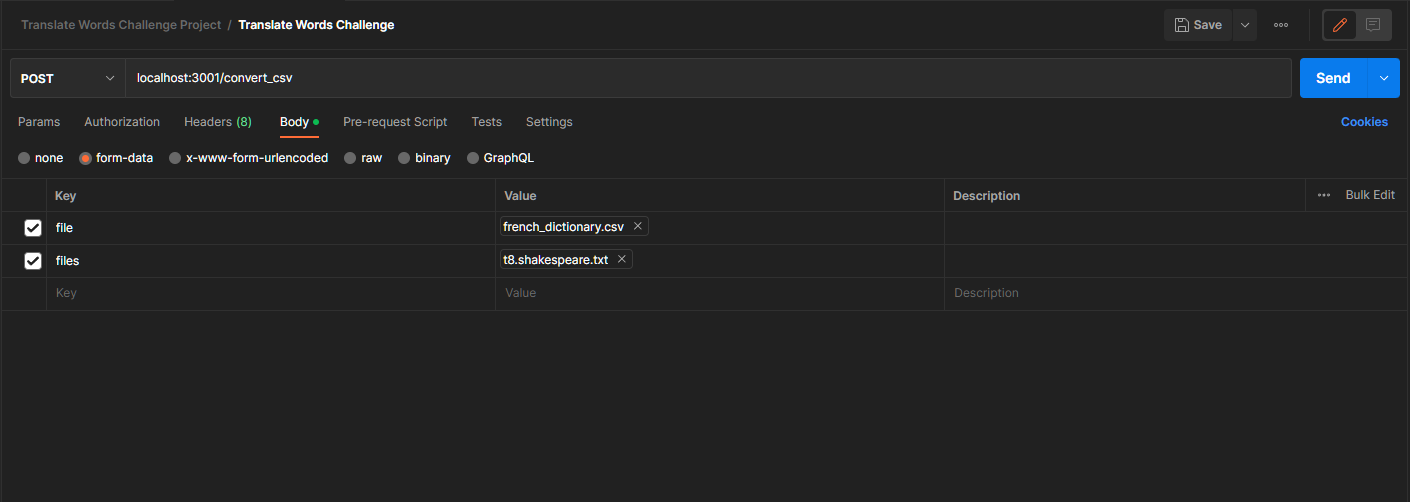 Translate Words Challenge Project / Translate Words Challenge Save
POST localhost:3001/convert_csv Send
Params Authorization Headers (8) Body Pre-request Script Tests Settings Cookies
none form-data x-www-form-urlencoded raw binary GraphQL
Key Value Description Bulk Edit
file french_dictionary.csv
files t8.shakespeare.txt
Key Value Description